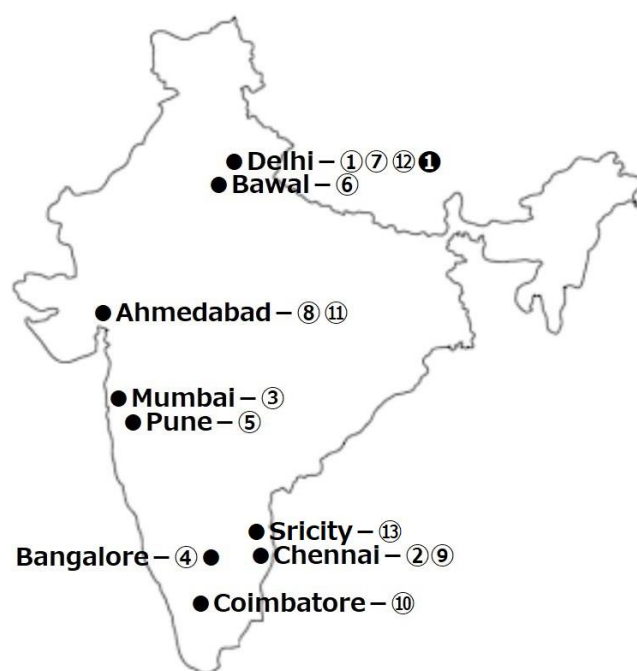 Delhi – ①⑦⑫❶
Bawal – ⑥
Ahmedabad – ⑧⑪
Mumbai – ③
Pune – ⑤
Sricity – ⑬
Bangalore – ④
Chennai – ②⑨
Coimbatore – ⑩